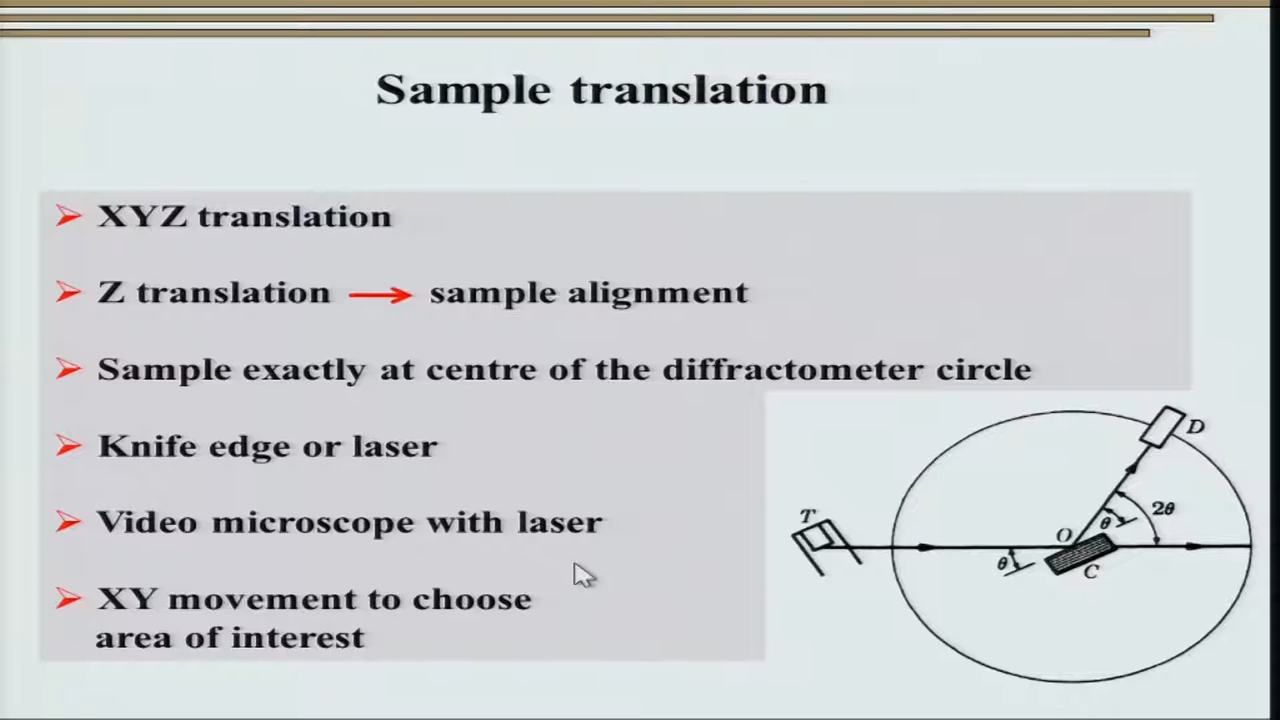 Sample translation
XYZ translation
Z translation → sample alignment
Sample exactly at centre of the diffractometer circle
Knife edge or laser
Video microscope with laser
XY movement to choose
area of interest
D
T
O
θ
2θ
θ
C